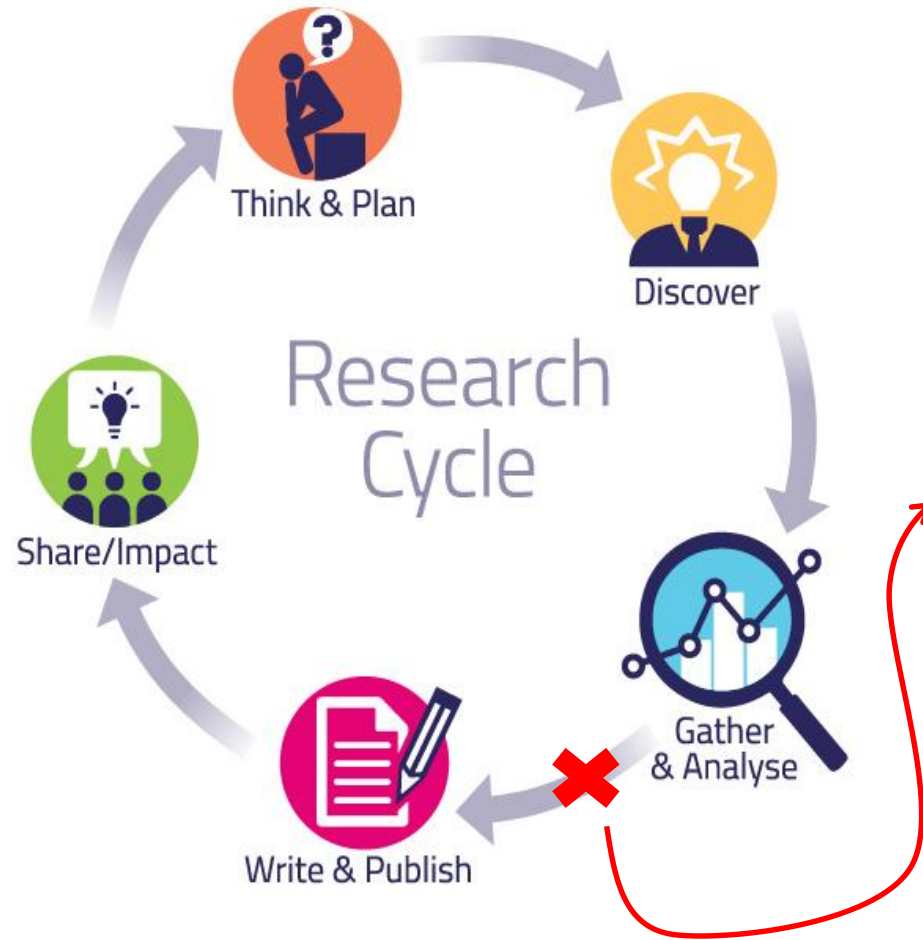 ?
Think & Plan
Discover
Research
Cycle
Share/Impact
Gather
& Analyse
Write & Publish